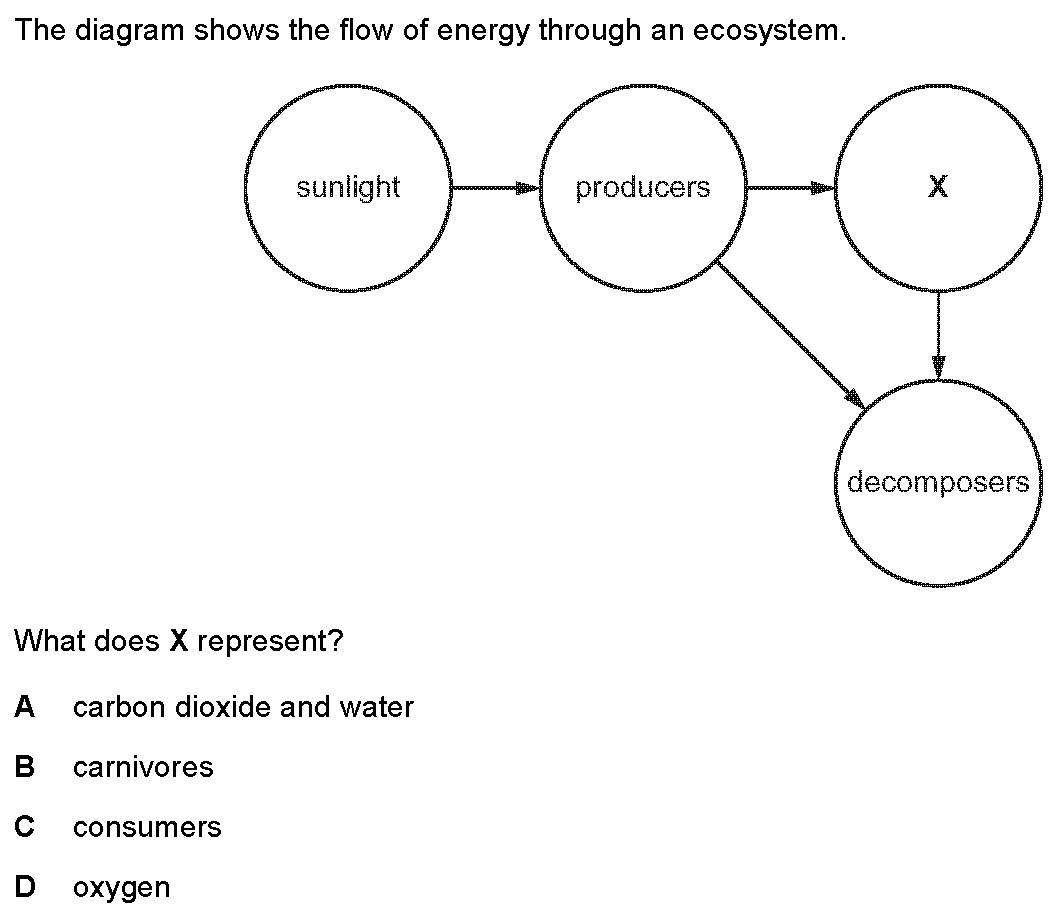 The diagram shows the flow of energy through an ecosystem.
sunlight
producers
X
decomposers
What does X represent?
A carbon dioxide and water
B carnivores
C consumers
D oxygen